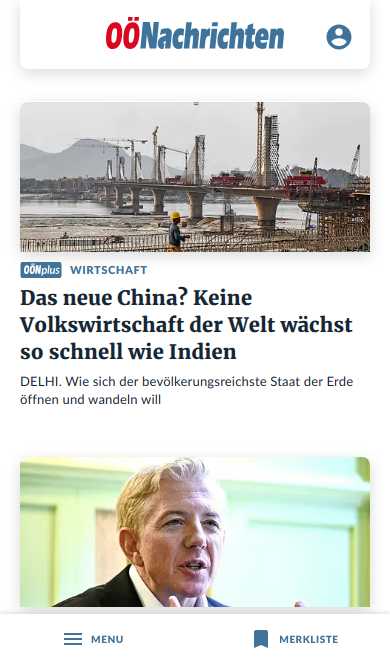 OÖNachrichten
OÖNplus WIRTSCHAFT
Das neue China? Keine
Volkswirtschaft der Welt wächst
so schnell wie Indien
DELHI. Wie sich der bevölkerungsreichste Staat der Erde
öffnen und wandeln will
MENU MERKLISTE